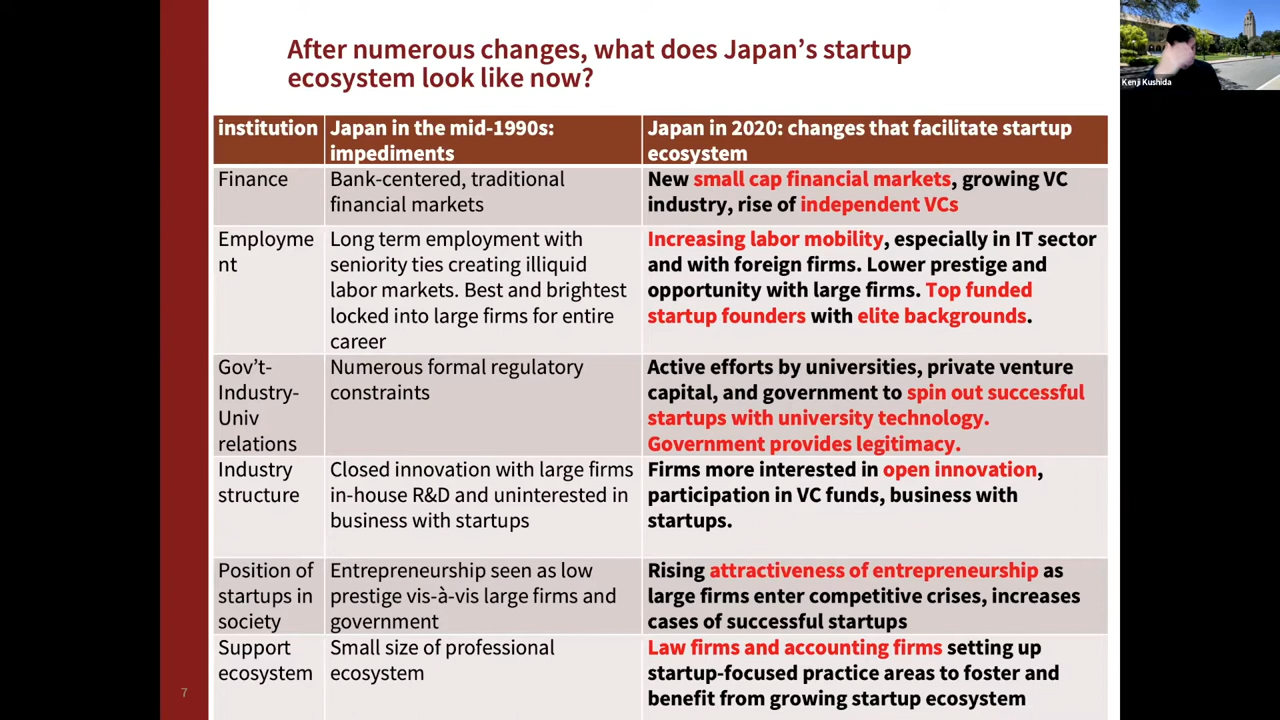 After numerous changes, what does Japan's startup
ecosystem look like now?
Kenji Kushida
institution
Japan in the mid-1990s:
impediments
Japan in 2020: changes that facilitate startup
ecosystem
Finance
Bank-centered, traditional
financial markets
New small cap financial markets, growing VC
industry, rise of independent VCs
Employme
nt
Long term employment with
seniority ties creating illiquid
labor markets. Best and brightest
locked into large firms for entire
career
Increasing labor mobility, especially in IT sector
and with foreign firms. Lower prestige and
opportunity with large firms. Top funded
startup founders with elite backgrounds.
Gov't-
Industry-
Univ
relations
Numerous formal regulatory
constraints
Active efforts by universities, private venture
capital, and government to spin out successful
startups with university technology.
Government provides legitimacy.
Industry
structure
Closed innovation with large firms
in-house R&D and uninterested in
business with startups
Firms more interested in open innovation,
participation in VC funds, business with
startups.
Position of
startups in
society
Entrepreneurship seen as low
prestige vis-à-vis large firms and
government
Rising attractiveness of entrepreneurship as
large firms enter competitive crises, increases
cases of successful startups
Support
ecosystem
Small size of professional
ecosystem
Law firms and accounting firms setting up
startup-focused practice areas to foster and
benefit from growing startup ecosystem
7